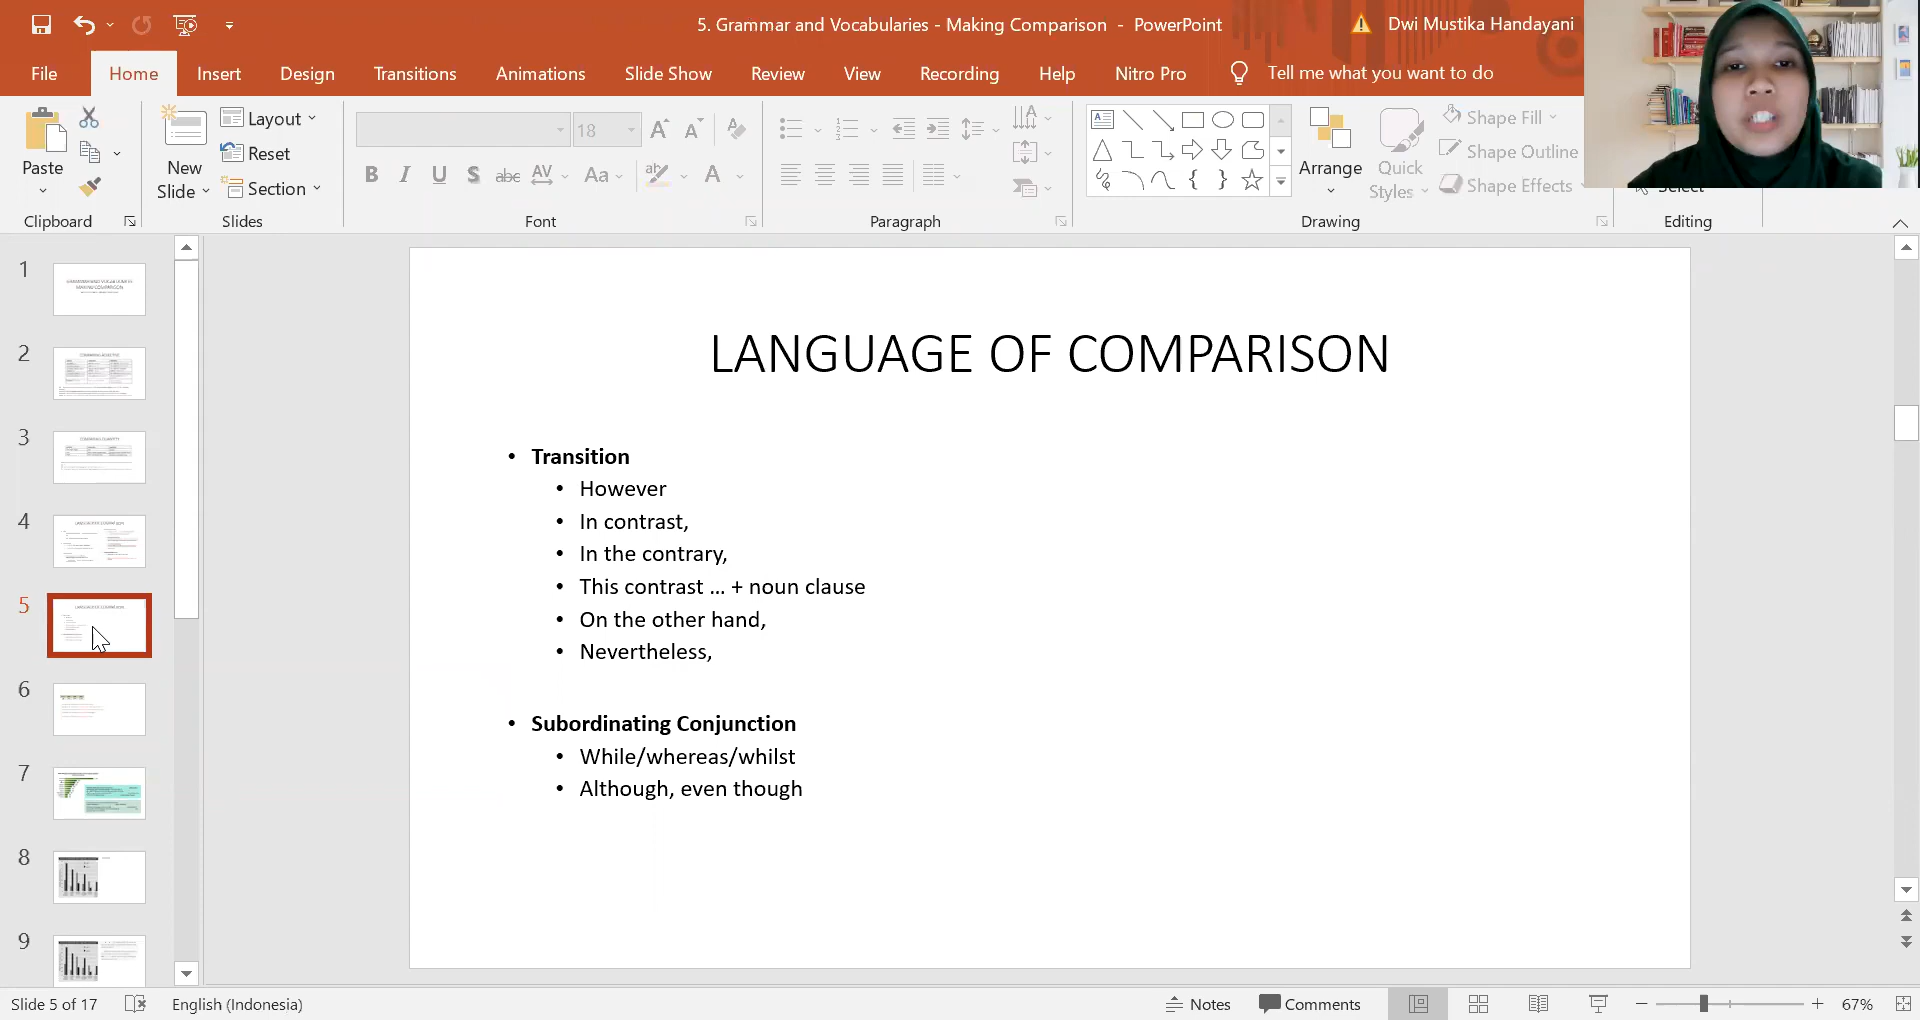 5. Grammar and Vocabularies - Making Comparison - PowerPoint
Dwi Mustika Handayani
File Home Insert Design Transitions Animations Slide Show Review View Recording Help Nitro Pro Tell me what you want to do
Paste
Clipboard
New
Slide
Layout
Reset
Section
Slides
18
B I U S abc AV Aa A
Font
Paragraph
Arrange
Quick
Styles
Shape Fill
Shape Outline
Shape Effects
Drawing
Select
Editing
1
2
3
4
5
6
7
8
9
LANGUAGE OF COMPARISON
• Transition
• However
• In contrast,
• In the contrary,
• This contrast ... + noun clause
• On the other hand,
• Nevertheless,
• Subordinating Conjunction
• While/whereas/whilst
• Although, even though
Slide 5 of 17 English (Indonesia) Notes Comments 67%